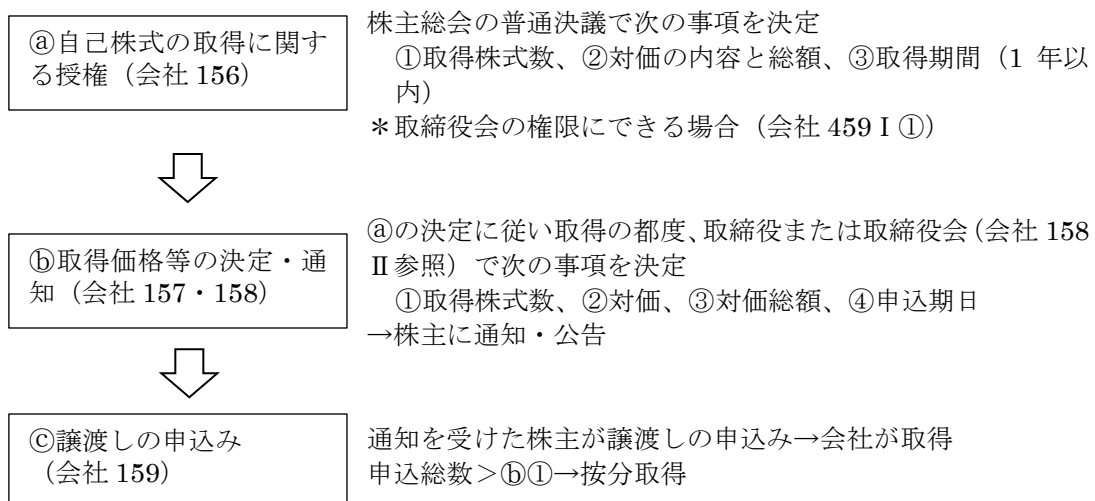 ⓐ自己株式の取得に関す
る授権（会社 156）
株主総会の普通決議で次の事項を決定
①取得株式数、②対価の内容と総額、③取得期間（1 年以
内）
＊取締役会の権限にできる場合（会社 459Ⅰ①）
ⓑ取得価格等の決定・通
知（会社 157・158）
ⓐの決定に従い取得の都度、取締役または取締役会（会社 158
Ⅱ参照）で次の事項を決定
①取得株式数、②対価、③対価総額、④申込期日
→株主に通知・公告
ⓒ譲渡しの申込み
（会社 159）
通知を受けた株主が譲渡しの申込み→会社が取得
申込総数＞ⓑ①→按分取得